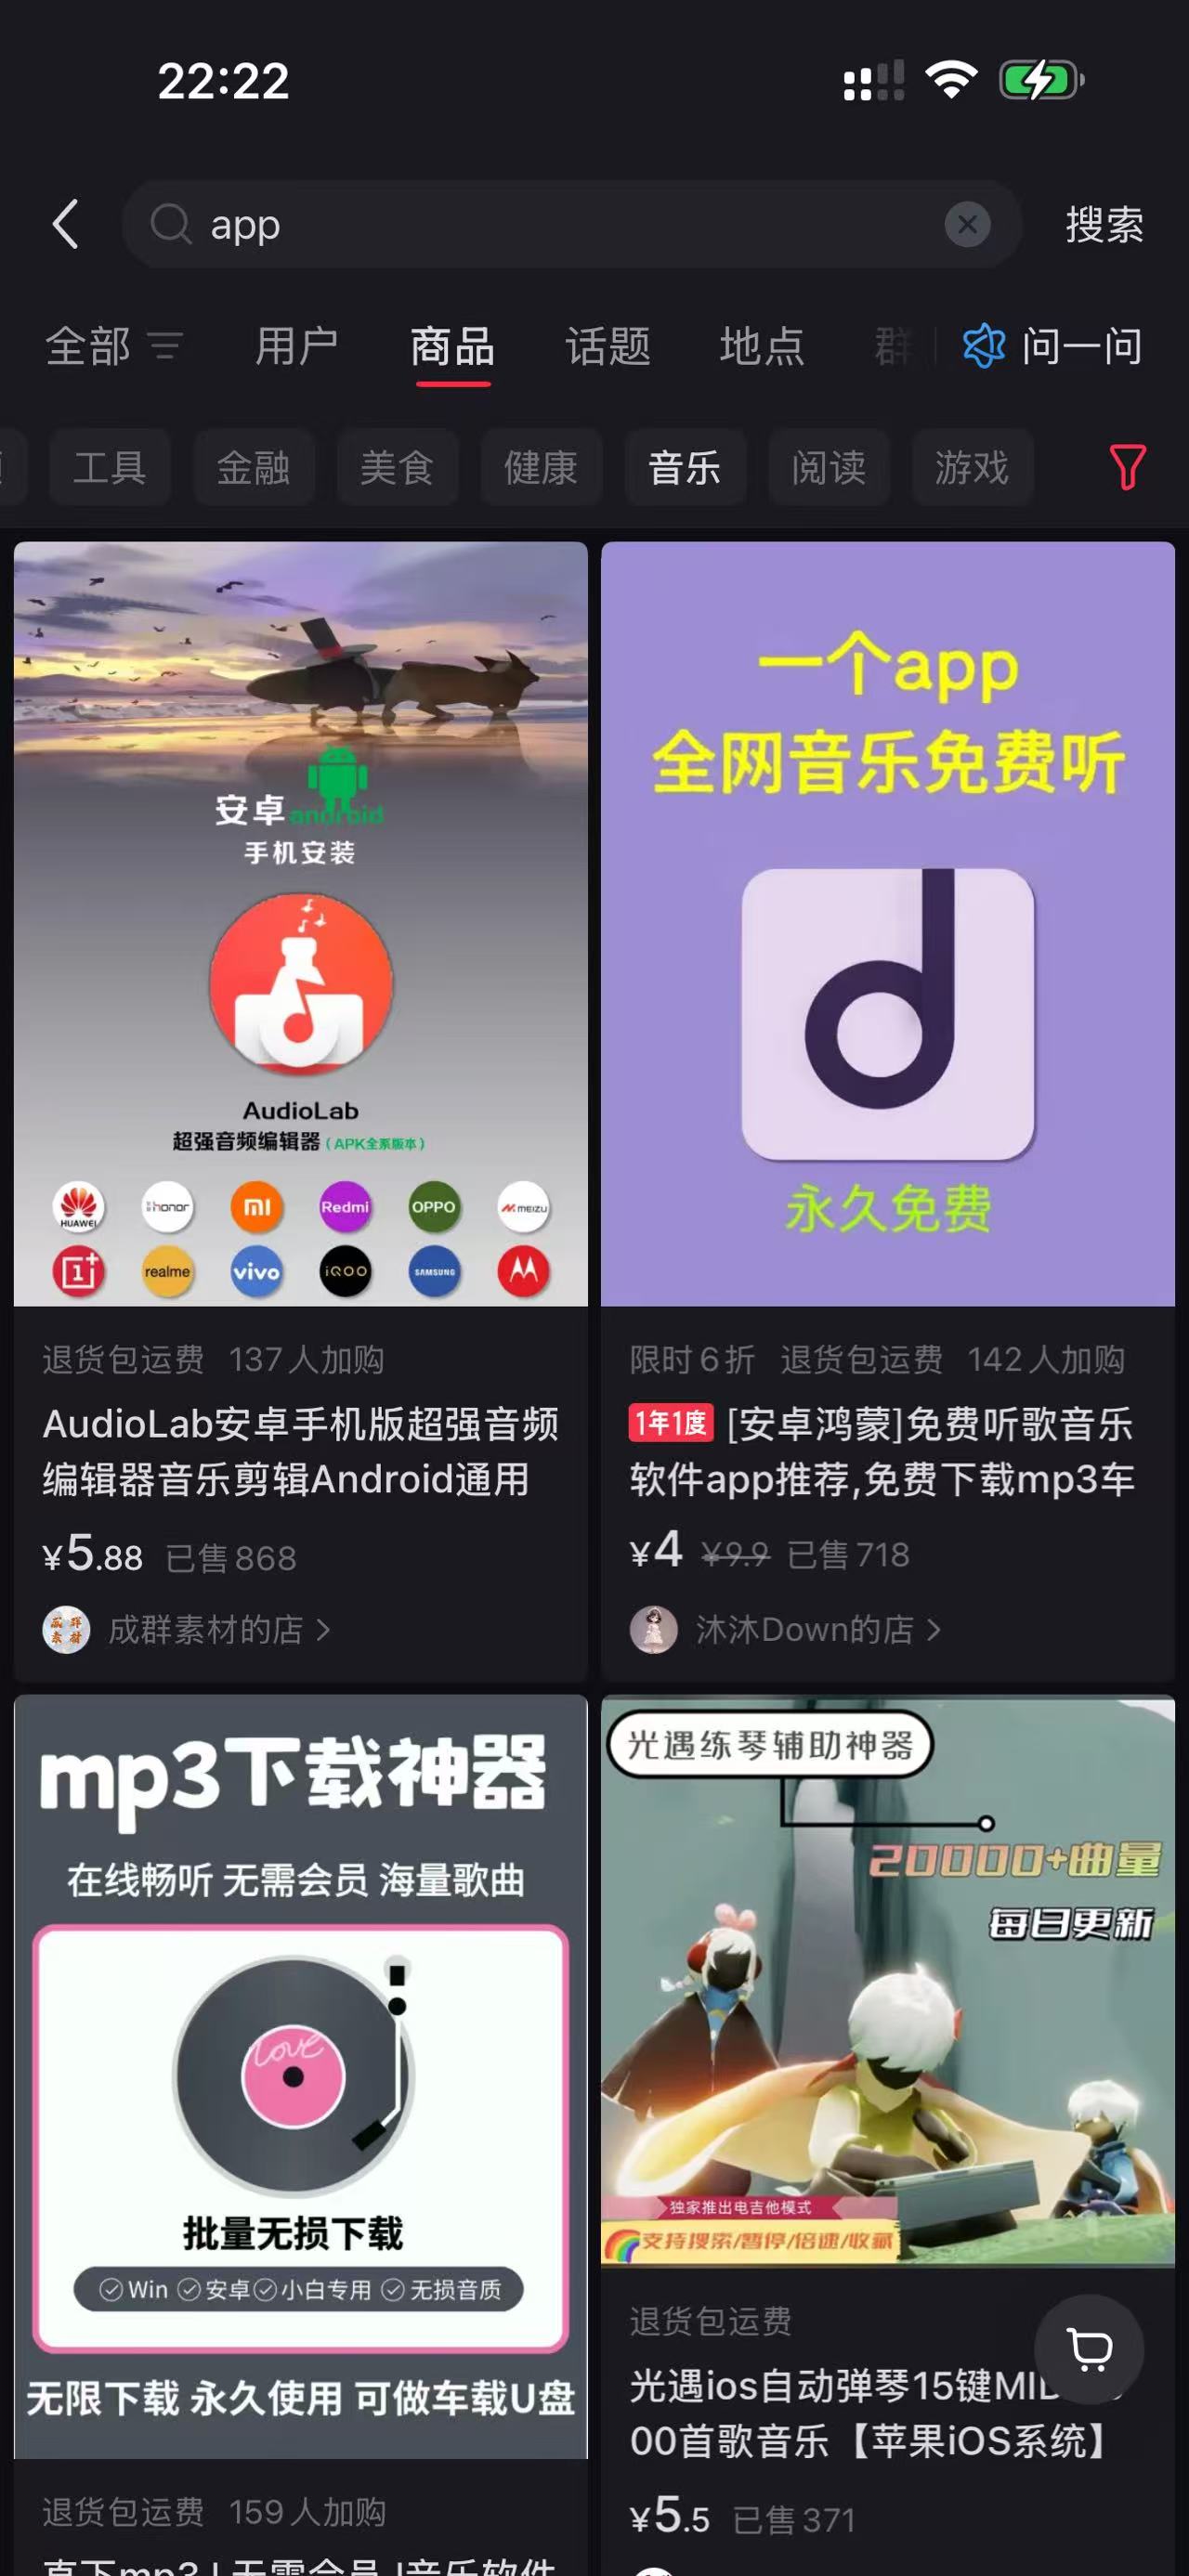 22:22
app
搜索
全部 用户 商品 话题 地点 群 问一问
工具 金融 美食 健康 音乐 阅读 游戏
安卓 android
手机安装
AudioLab
超强音频编辑器(APK全系版本)
HUAWEI honor mi Redmi OPPO MEIZU
1+ realme vivo iQOO SAMSUNG
退货包运费 137人加购
AudioLab安卓手机版超强音频
编辑器音乐剪辑Android通用
¥5.88 已售868
成群素材的店
一个app
全网音乐免费听
永久免费
限时6折 退货包运费 142人加购
1年1度 [安卓鸿蒙]免费听歌音乐
软件app推荐,免费下载mp3车
¥4 ¥9.9 已售718
沐沐Down的店
mp3下载神器
在线畅听 无需会员 海量歌曲
love
批量无损下载
Win 安卓 小白专用 无损音质
无限下载 永久使用 可做车载U盘
退货包运费 159人加购
直下mp3 | 无需会员 |音乐软件
光遇练琴辅助神器
20000+曲量
每日更新
独家推出电吉他模式
支持搜索/暂停/倍速/收藏
退货包运费
光遇ios自动弹琴15键MI
00首歌音乐【苹果iOS系统】
¥5.5 已售371